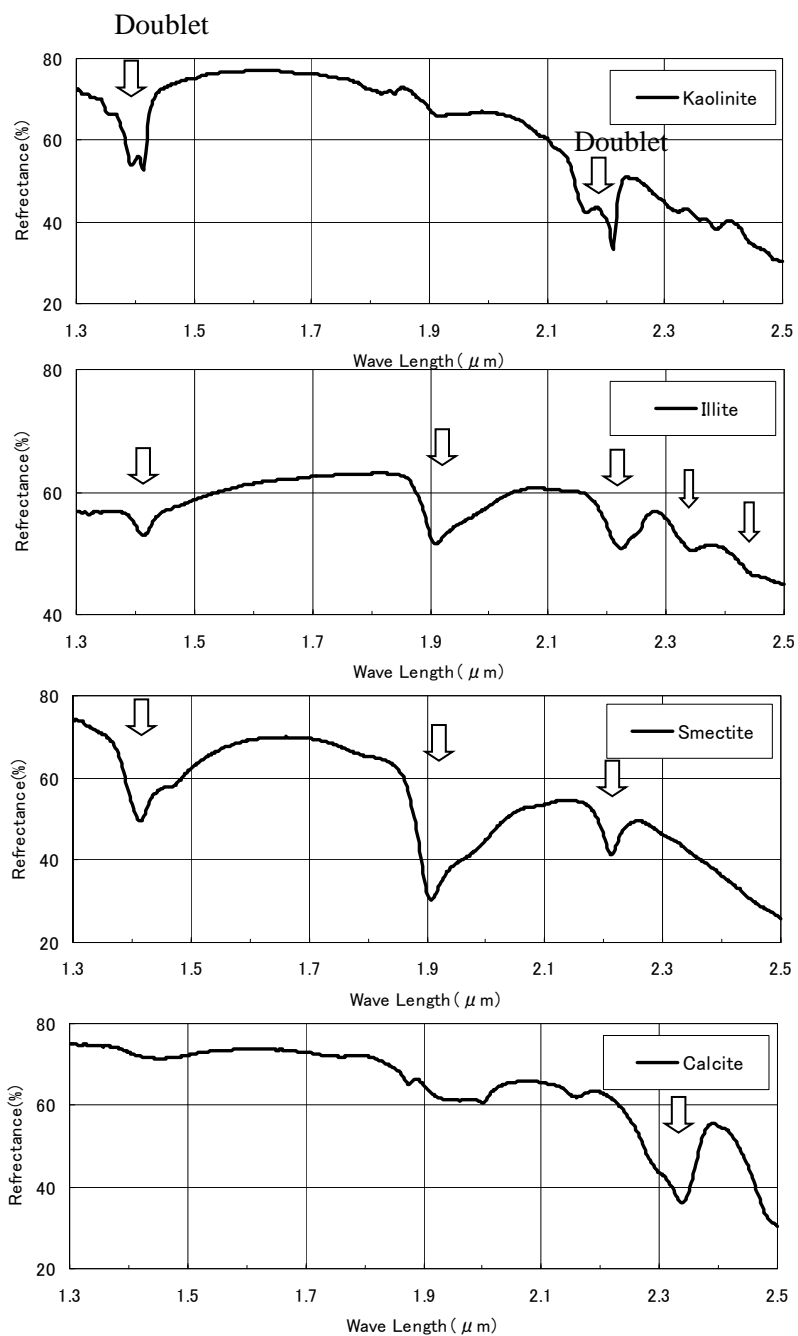 Doublet
80
Kaolinite
Doublet
60
40
20
Refrectance(%)
1.3 1.5 1.7 1.9 2.1 2.3 2.5
Wave Length( μ m)
80
Illite
60
40
Refrectance(%)
1.3 1.5 1.7 1.9 2.1 2.3 2.5
Wave Length( μ m)
80
Smectite
60
40
20
Refrectance(%)
1.3 1.5 1.7 1.9 2.1 2.3 2.5
Wave Length( μ m)
80
Calcite
60
40
20
Refrectance(%)
1.3 1.5 1.7 1.9 2.1 2.3 2.5
Wave Length( μ m)